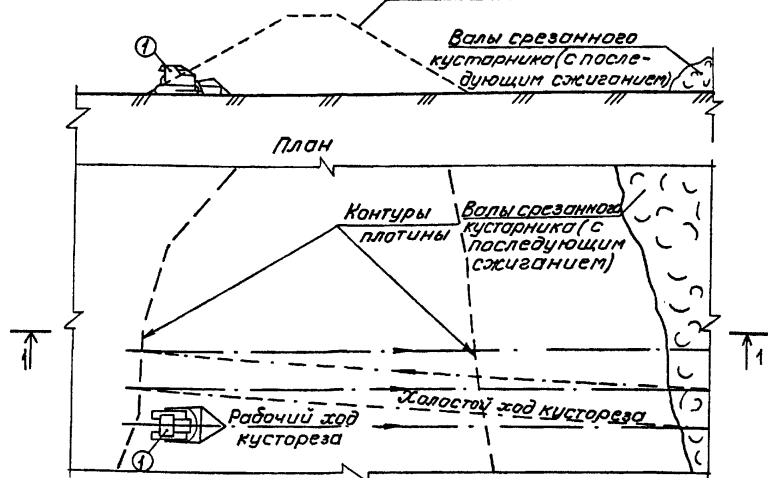 1
Валы срезанного
кустарника (с после-
дующим сжиганием)
План
Контуры
плотины
Валы срезанного
кустарника (с
последующим
сжиганием)
1
1
Холостой ход кустореза
Рабочий ход
кустореза
1